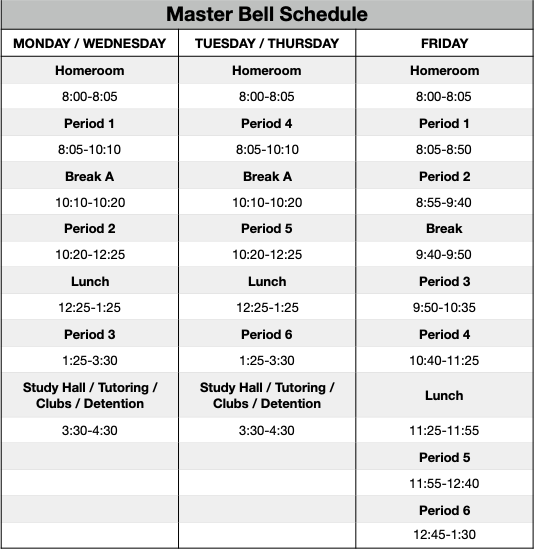 Master Bell Schedule
MONDAY / WEDNESDAY TUESDAY / THURSDAY FRIDAY
Homeroom Homeroom Homeroom
8:00-8:05 8:00-8:05 8:00-8:05
Period 1 Period 4 Period 1
8:05-10:10 8:05-10:10 8:05-8:50
Break A Break A Period 2
10:10-10:20 10:10-10:20 8:55-9:40
Period 2 Period 5 Break
10:20-12:25 10:20-12:25 9:40-9:50
Lunch Lunch Period 3
12:25-1:25 12:25-1:25 9:50-10:35
Period 3 Period 6 Period 4
1:25-3:30 1:25-3:30 10:40-11:25
Study Hall / Tutoring / Study Hall / Tutoring / Lunch
Clubs / Detention Clubs / Detention
3:30-4:30 3:30-4:30 11:25-11:55
Period 5
11:55-12:40
Period 6
12:45-1:30